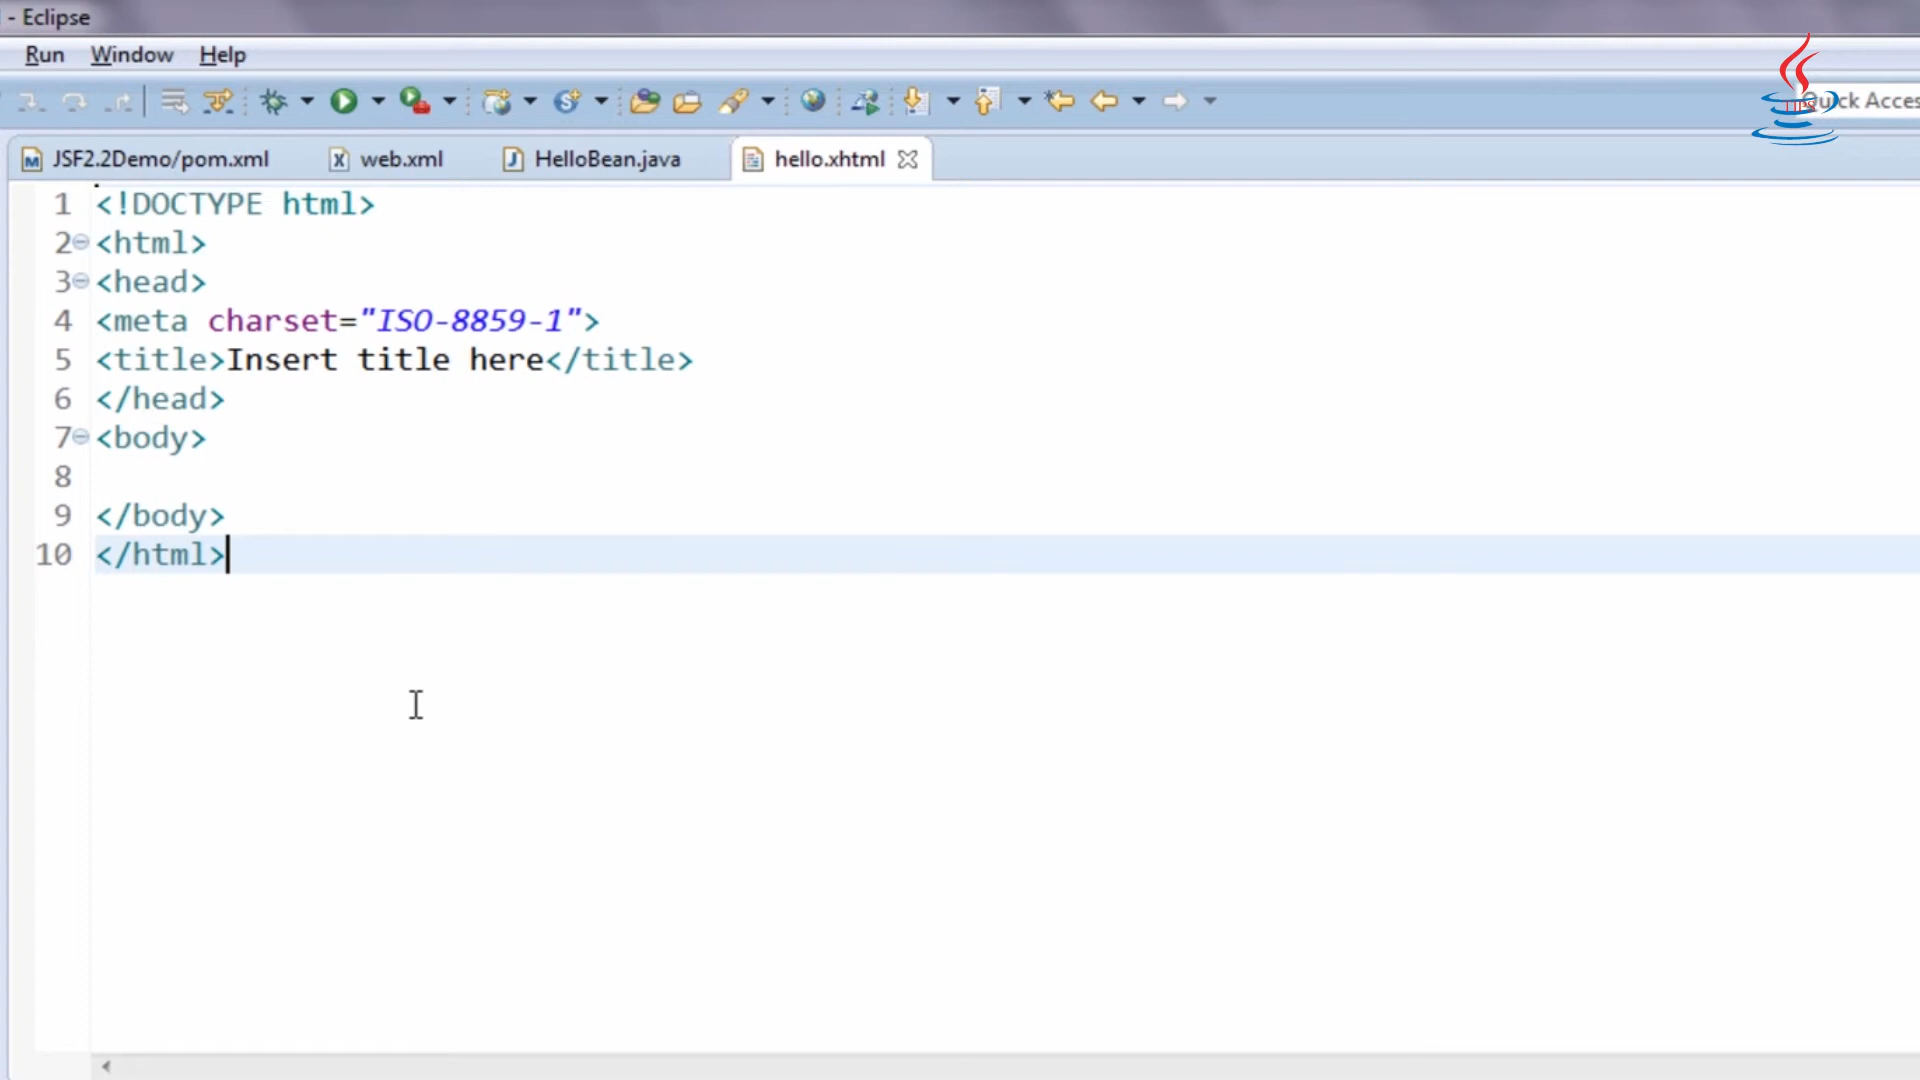 - Eclipse
Run Window Help
Quick Acces
JSF2.2Demo/pom.xml web.xml HelloBean.java hello.xhtml
1 <!DOCTYPE html>
2 <html>
3 <head>
4 <meta charset="ISO-8859-1">
5 <title>Insert title here</title>
6 </head>
7 <body>
8
9 </body>
10 </html>